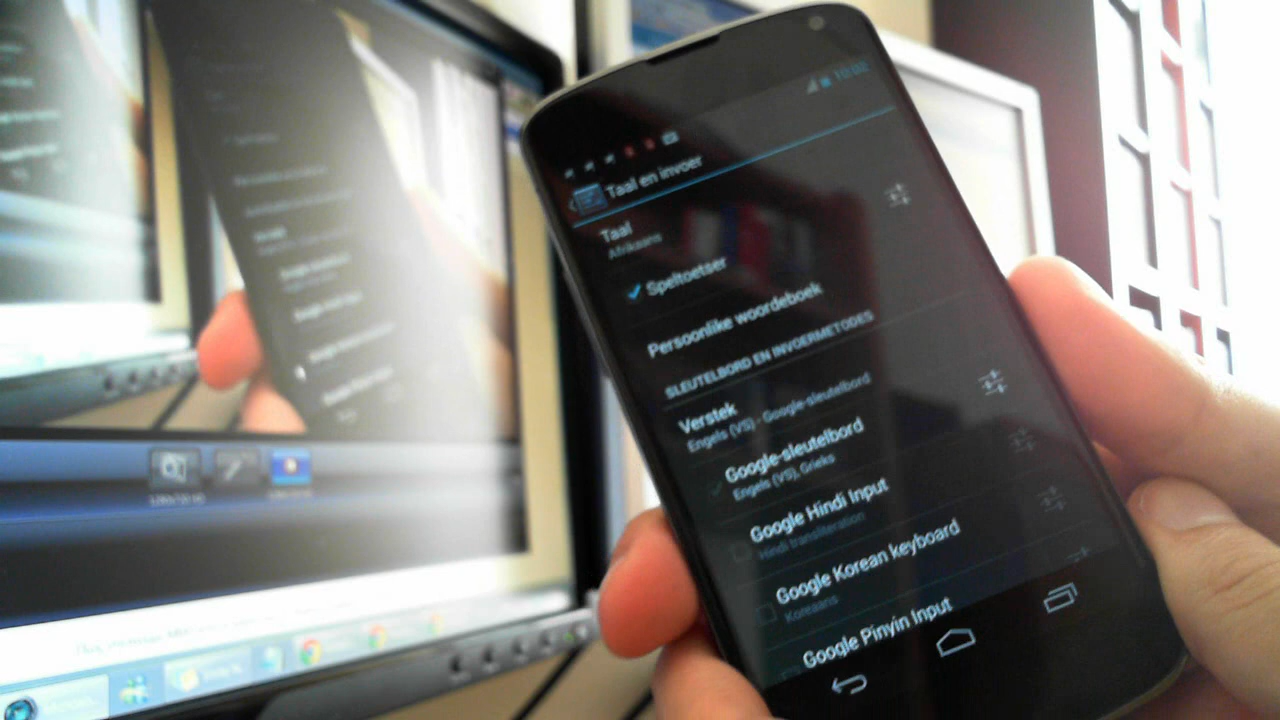 Taal en invoer
Taal
Afrikaans
Speltoetser
Persoonlike woordeboek
SLEUTELBORD EN INVOERMETODES
Verstek
Engels (VS) - Google-sleutelbord
Google-sleutelbord
Engels (VS), Grieks
Google Hindi Input
Hindi transliteration
Google Korean keyboard
Koreaans
Google Pinyin Input